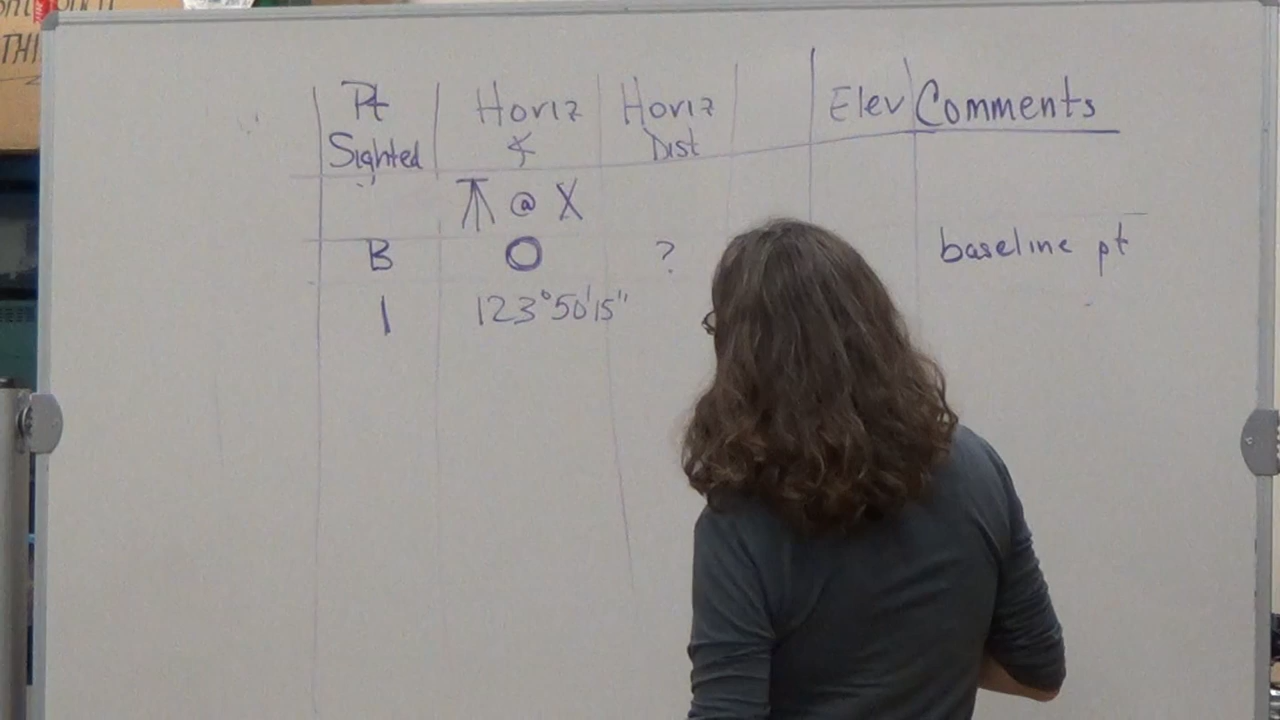 Pt Horiz Horiz Elev Comments
Sighted ∡ Dist
⊼ @ X
B O ? baseline pt
1 123°50'15"